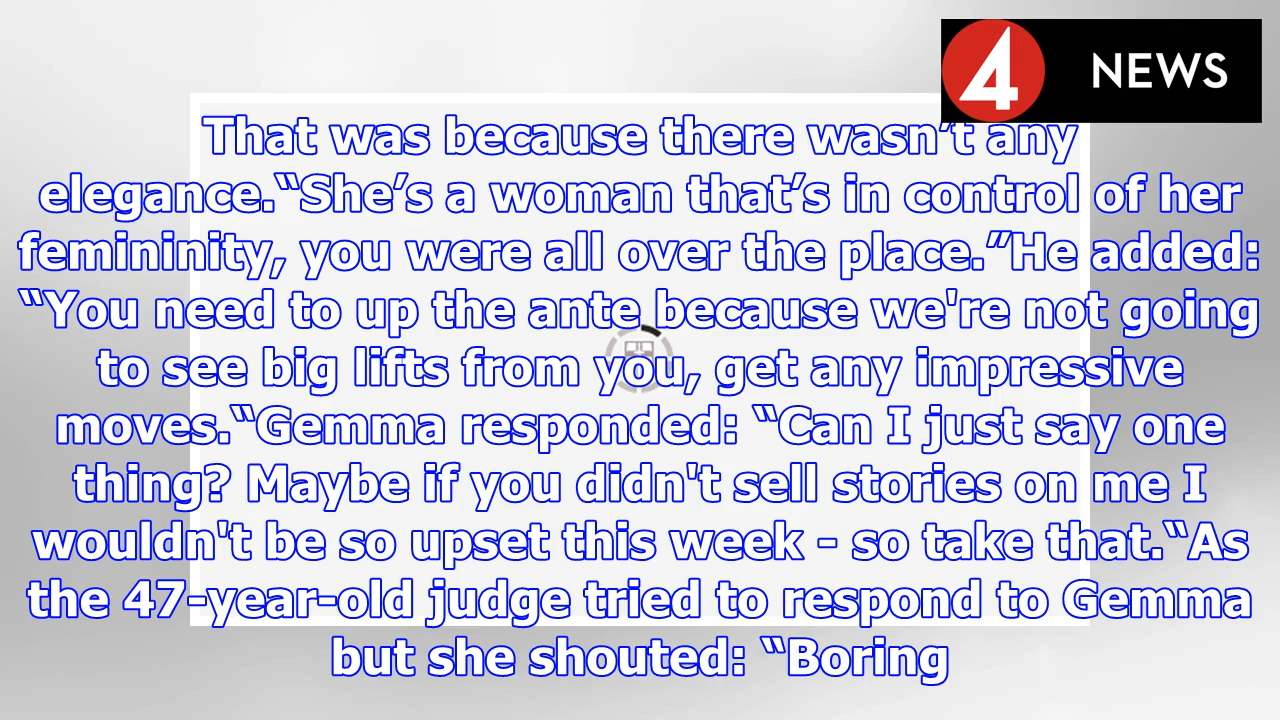 4 NEWS
That was because there wasn’t any
elegance.“She’s a woman that’s in control of her
femininity, you were all over the place.”He added:
“You need to up the ante because we're not going
to see big lifts from you, get any impressive
moves.“Gemma responded: “Can I just say one
thing? Maybe if you didn't sell stories on me I
wouldn't be so upset this week - so take that.“As
the 47-year-old judge tried to respond to Gemma
but she shouted: “Boring